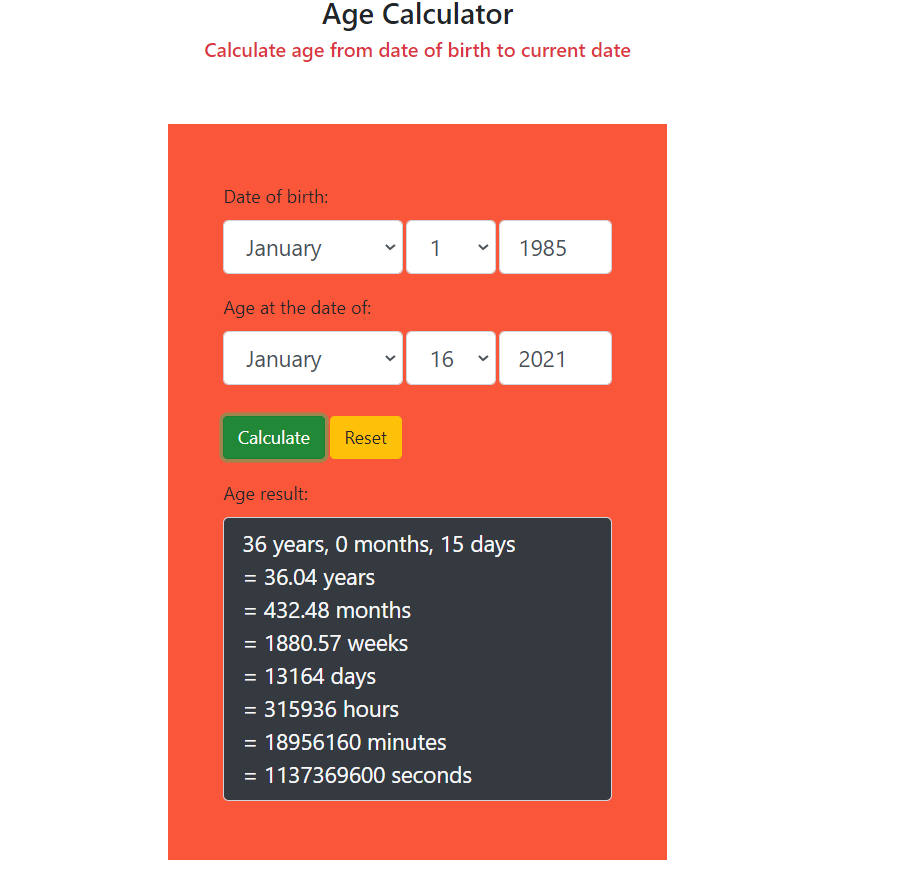 Age Calculator
Calculate age from date of birth to current date
Date of birth:
January 1 1985
Age at the date of:
January 16 2021
Calculate Reset
Age result:
36 years, 0 months, 15 days
= 36.04 years
= 432.48 months
= 1880.57 weeks
= 13164 days
= 315936 hours
= 18956160 minutes
= 1137369600 seconds